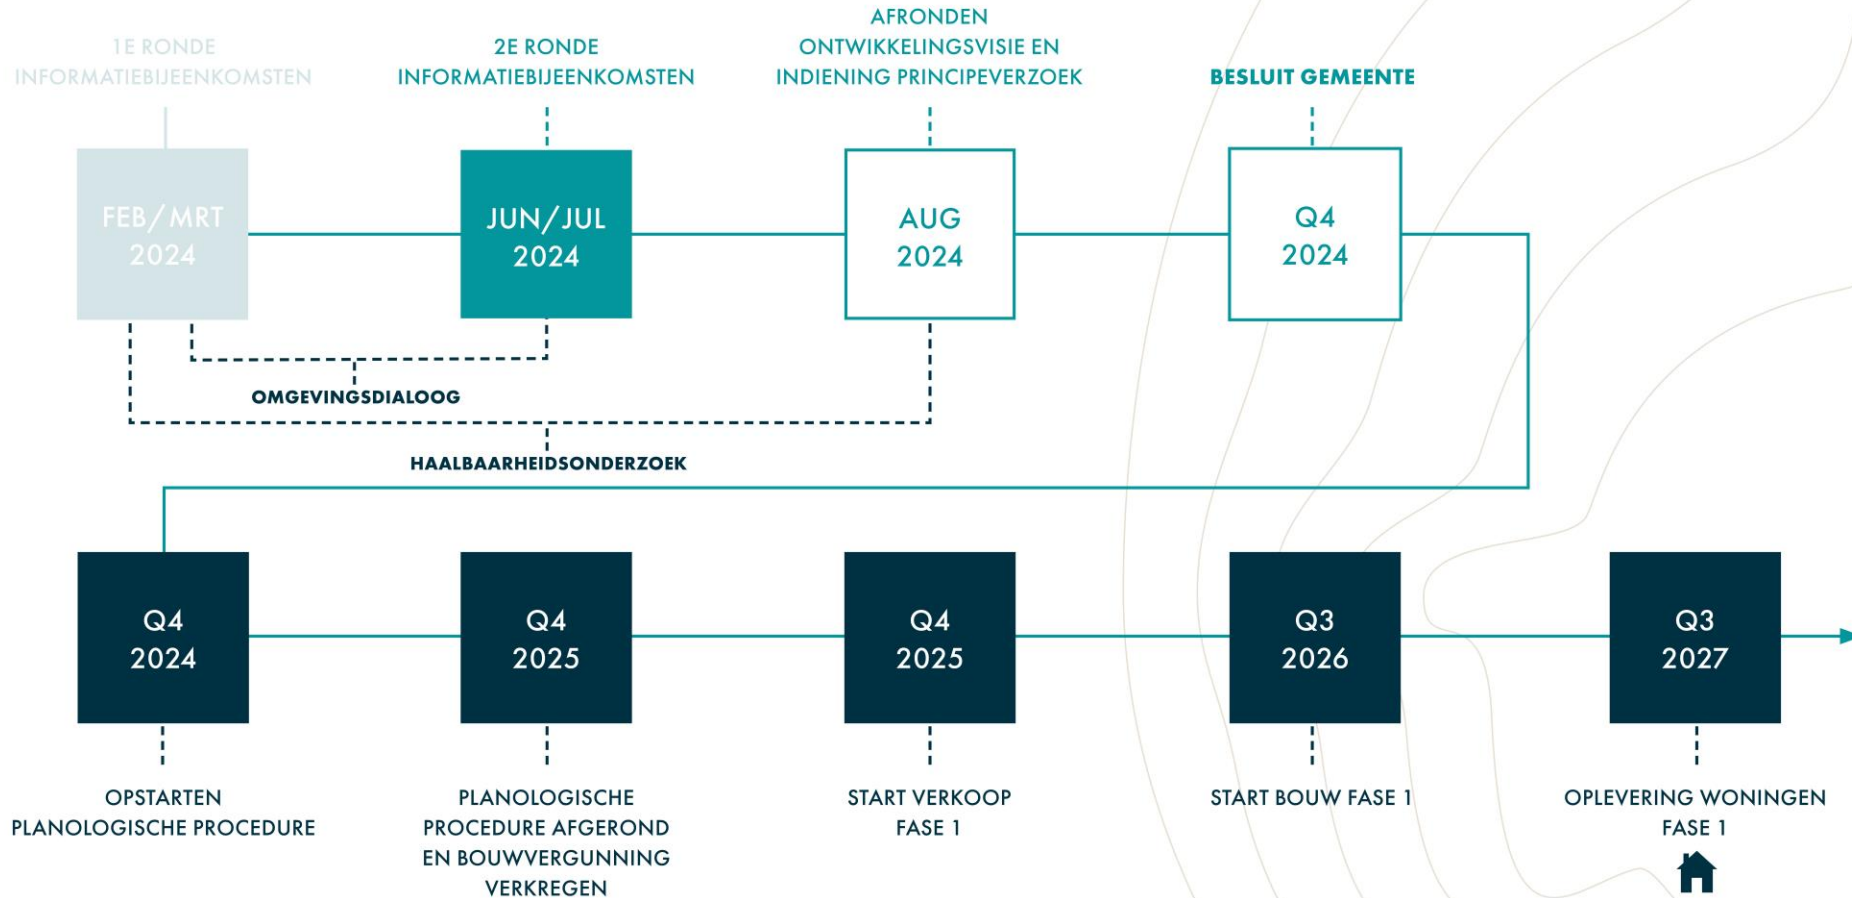 1E RONDE
INFORMATIEBIJEENKOMSTEN
2E RONDE
INFORMATIEBIJEENKOMSTEN
AFRONDEN
ONTWIKKELINGSVISIE EN
INDIENING PRINCIPEVERZOEK
BESLUIT GEMEENTE
FEB/MRT
2024
JUN/JUL
2024
AUG
2024
Q4
2024
OMGEVINGSDIALOOG
HAALBAARHEIDSONDERZOEK
Q4
2024
Q4
2025
Q4
2025
Q3
2026
Q3
2027
OPSTARTEN
PLANOLOGISCHE PROCEDURE
PLANOLOGISCHE
PROCEDURE AFGEROND
EN BOUWVERGUNNING
VERKREGEN
START VERKOOP
FASE 1
START BOUW FASE 1
OPLEVERING WONINGEN
FASE 1